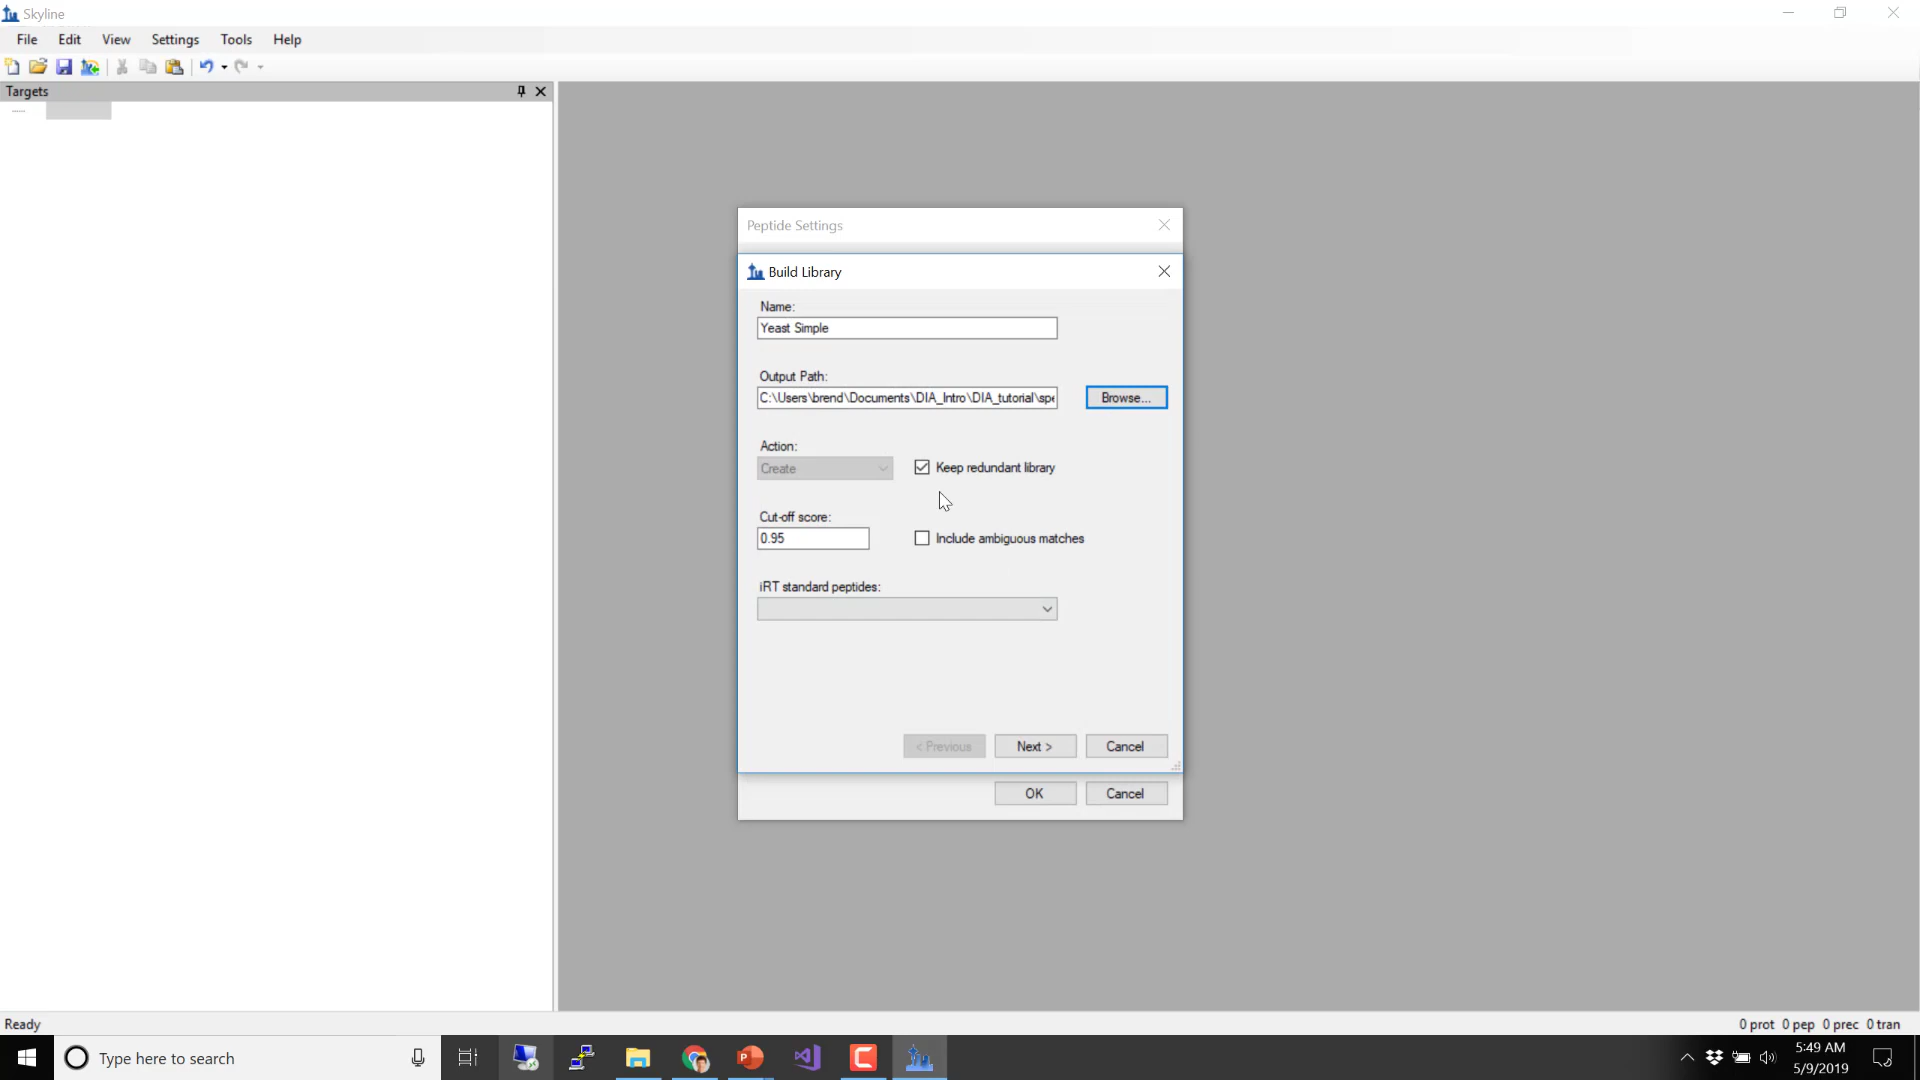 Skyline
File Edit View Settings Tools Help
Targets
Peptide Settings
Build Library
Name:
Yeast Simple
Output Path:
C:\Users\brend\Documents\DIA_Intro\DIA_tutorial\spe
Browse...
Action:
Create
Keep redundant library
Cut-off score:
0.95
Include ambiguous matches
iRT standard peptides:
< Previous Next > Cancel
OK Cancel
Ready
0 prot 0 pep 0 prec 0 tran
Type here to search
5:49 AM
5/9/2019